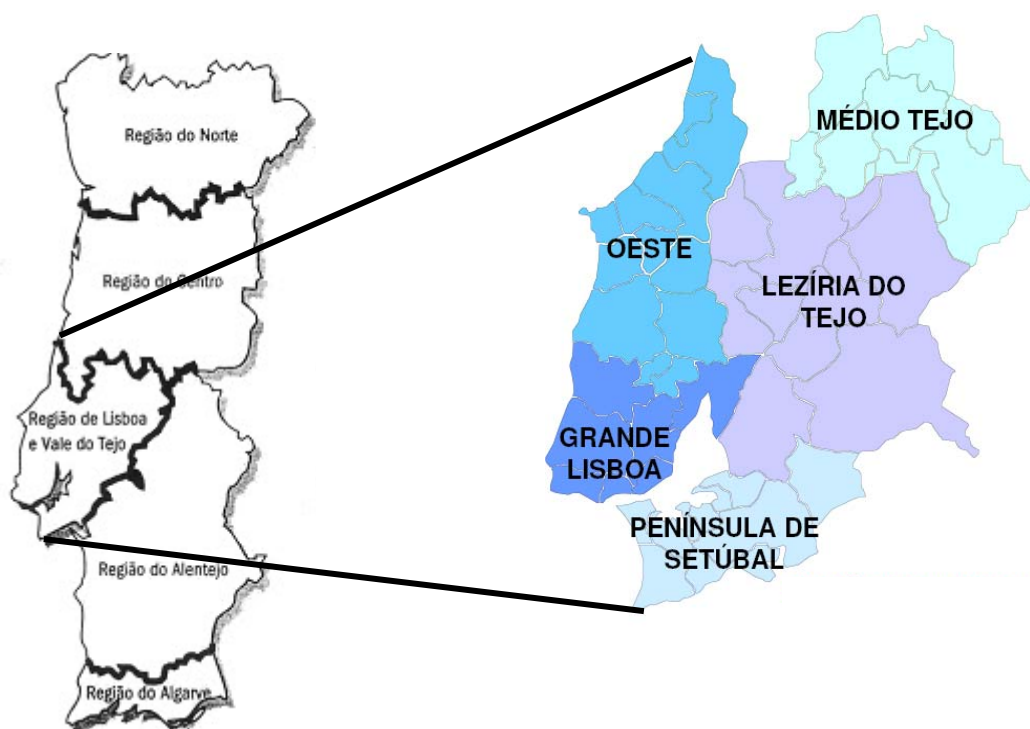 Região do Norte
Região do Centro
Região de Lisboa
e Vale do Tejo
Região do Alentejo
Região do Algarve
MÉDIO TEJO
OESTE
LEZÍRIA DO
TEJO
GRANDE
LISBOA
PENÍNSULA DE
SETÚBAL